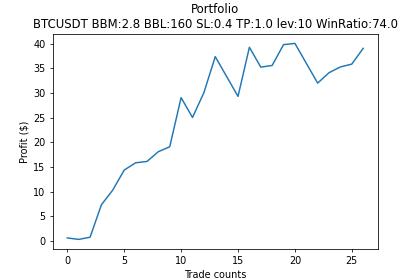 Portfolio
BTCUSDT BBM:2.8 BBL:160 SL:0.4 TP:1.0 lev:10 WinRatio:74.0
40
35
30
25
20
15
10
5
0
Profit ($)
0 5 10 15 20 25
Trade counts